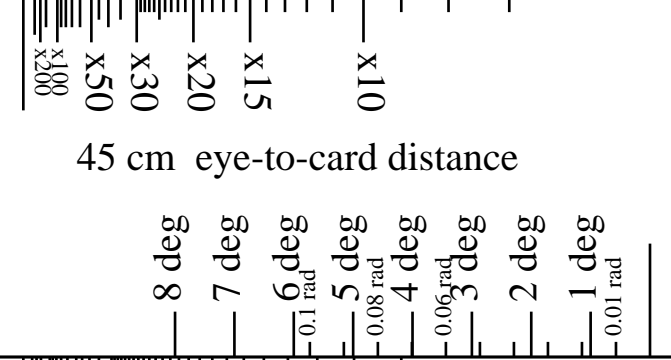 x200 x100 x50 x30 x20 x15 x10
45 cm eye-to-card distance
8 deg 7 deg 6 deg 0.1 rad 5 deg 0.08 rad 4 deg 0.06 rad 3 deg 2 deg 1 deg 0.01 rad